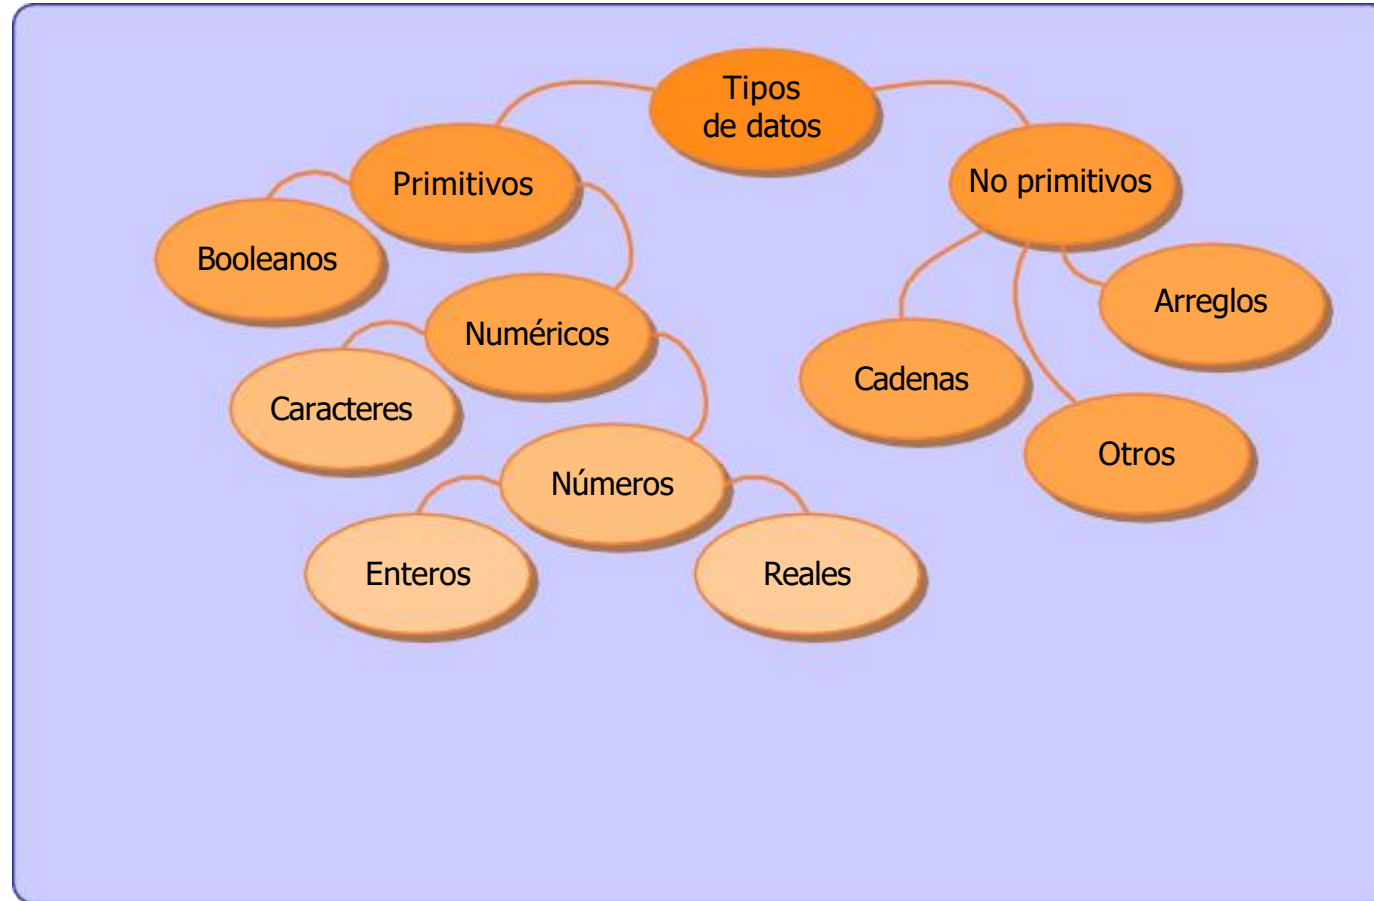 Tipos
de datos
Primitivos
No primitivos
Booleanos
Arreglos
Numéricos
Cadenas
Caracteres
Otros
Números
Enteros
Reales